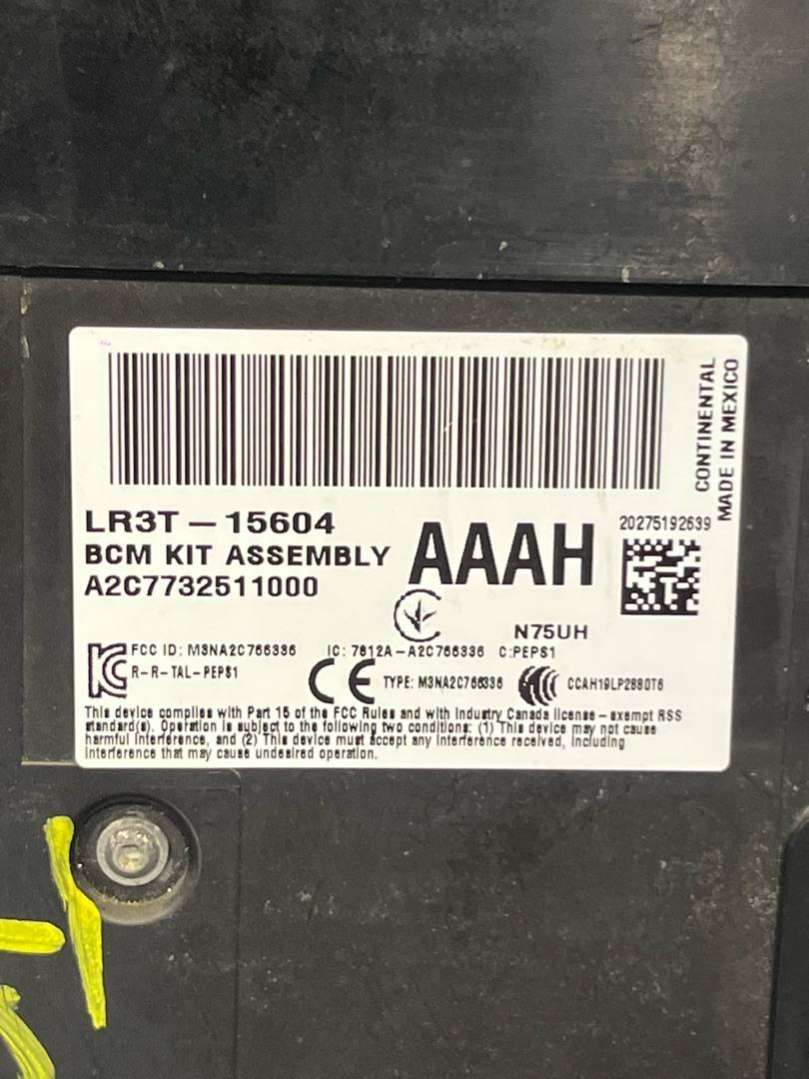 CONTINENTAL
MADE IN MEXICO
LR3T-15604
BCM KIT ASSEMBLY
A2C7732511000
AAAH
20275192639
N75UH
FCC ID: M3NA2C766336 IC: 7812A-A2C766336 C:PEPS1
R-R-TAL-PEPS1
CE TYPE: M3NA2C766336 CCAH19LP2880T6
This device complies with Part 15 of the FCC Rules and with Industry Canada license-exempt RSS
standard(s). Operation is subject to the following two conditions: (1) This device may not cause
harmful interference, and (2) This device must accept any interference received, including
interference that may cause undesired operation.